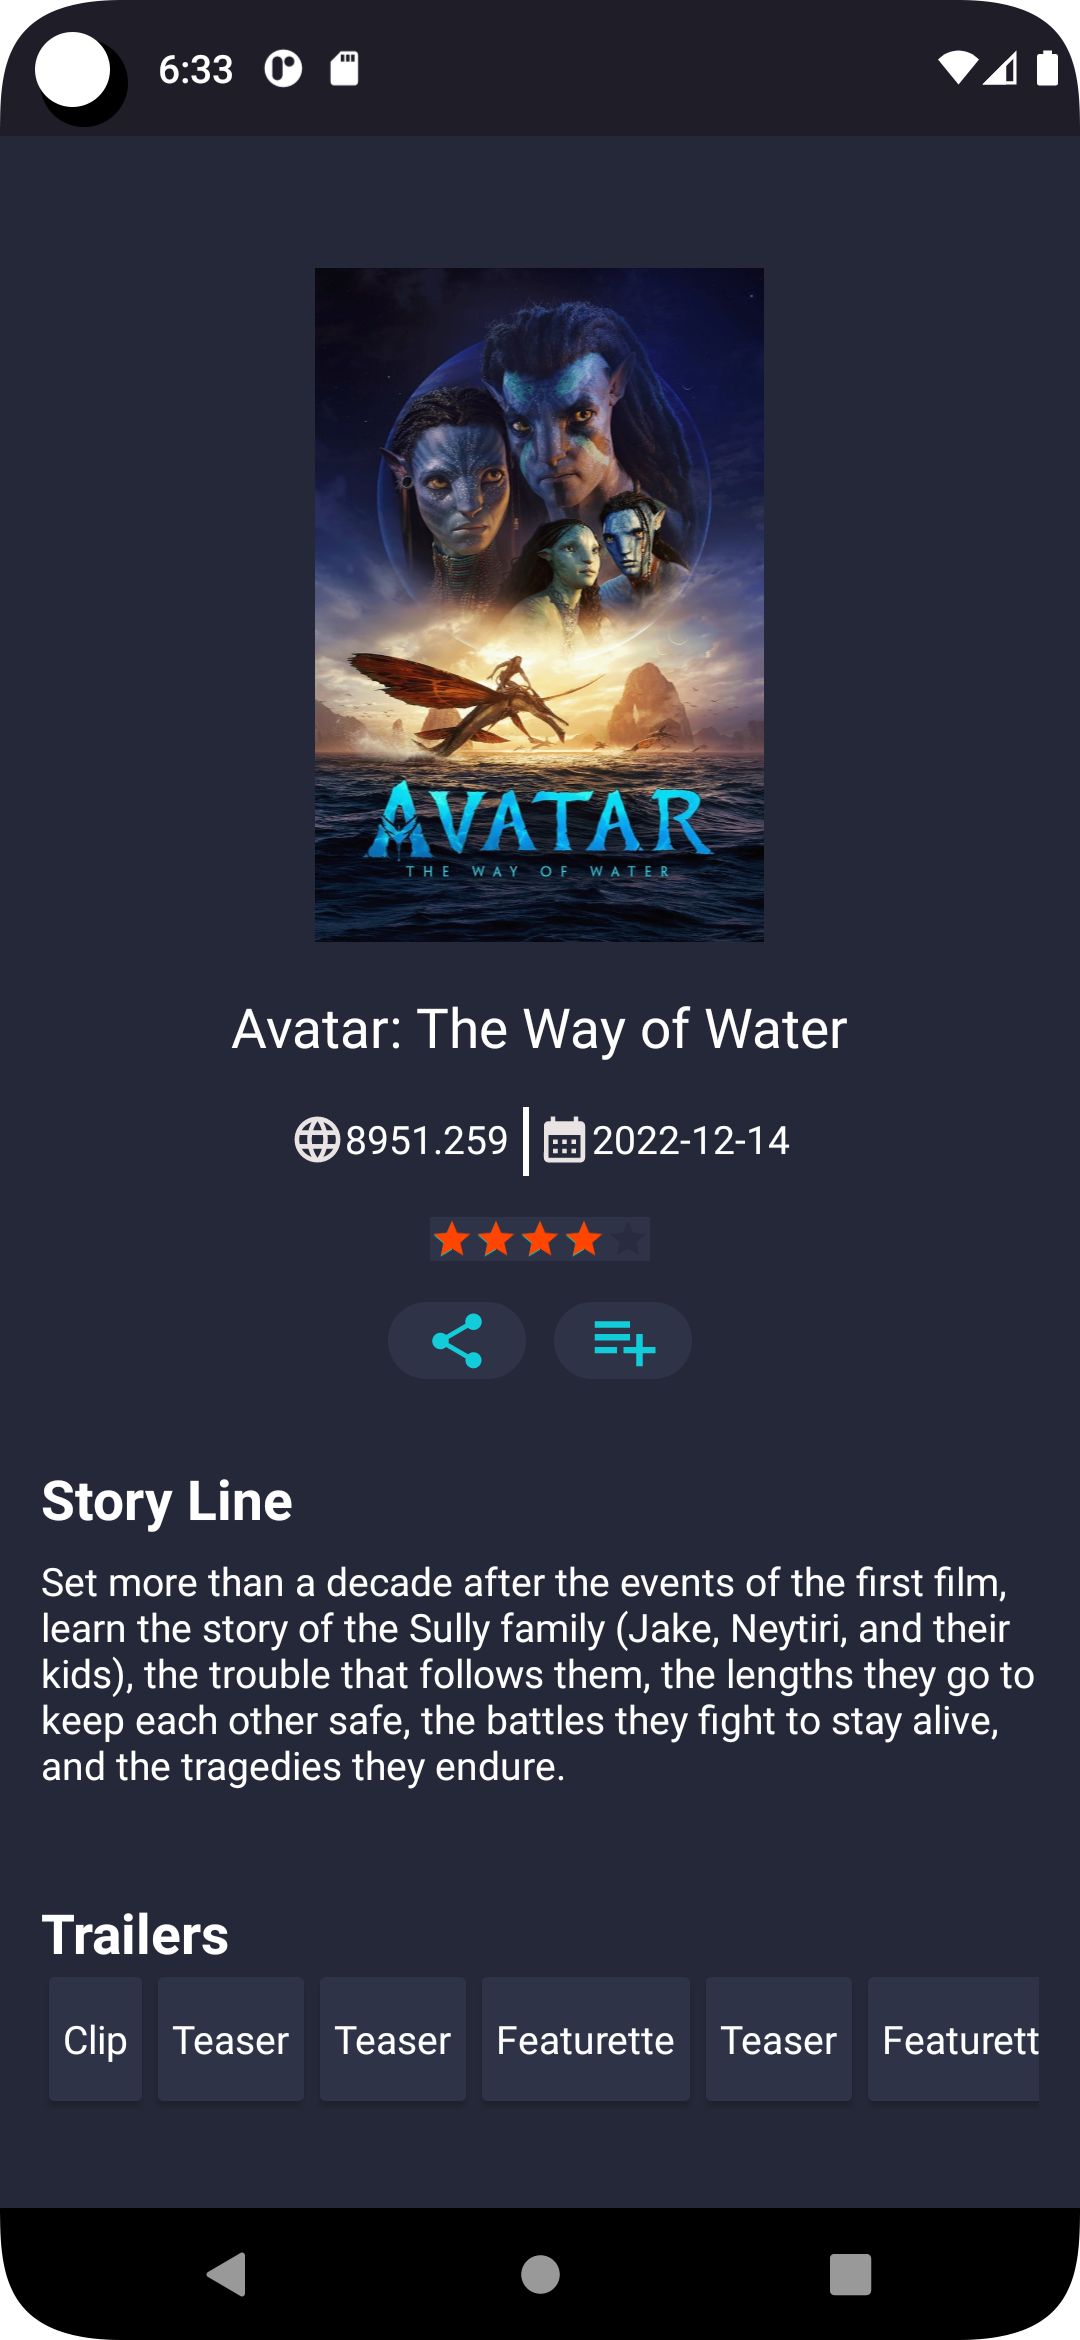 6:33
AVATAR
THE WAY OF WATER
Avatar: The Way of Water
8951.259
2022-12-14
Story Line
Set more than a decade after the events of the first film,
learn the story of the Sully family (Jake, Neytiri, and their
kids), the trouble that follows them, the lengths they go to
keep each other safe, the battles they fight to stay alive,
and the tragedies they endure.
Trailers
Clip Teaser Teaser Featurette Teaser Featurett